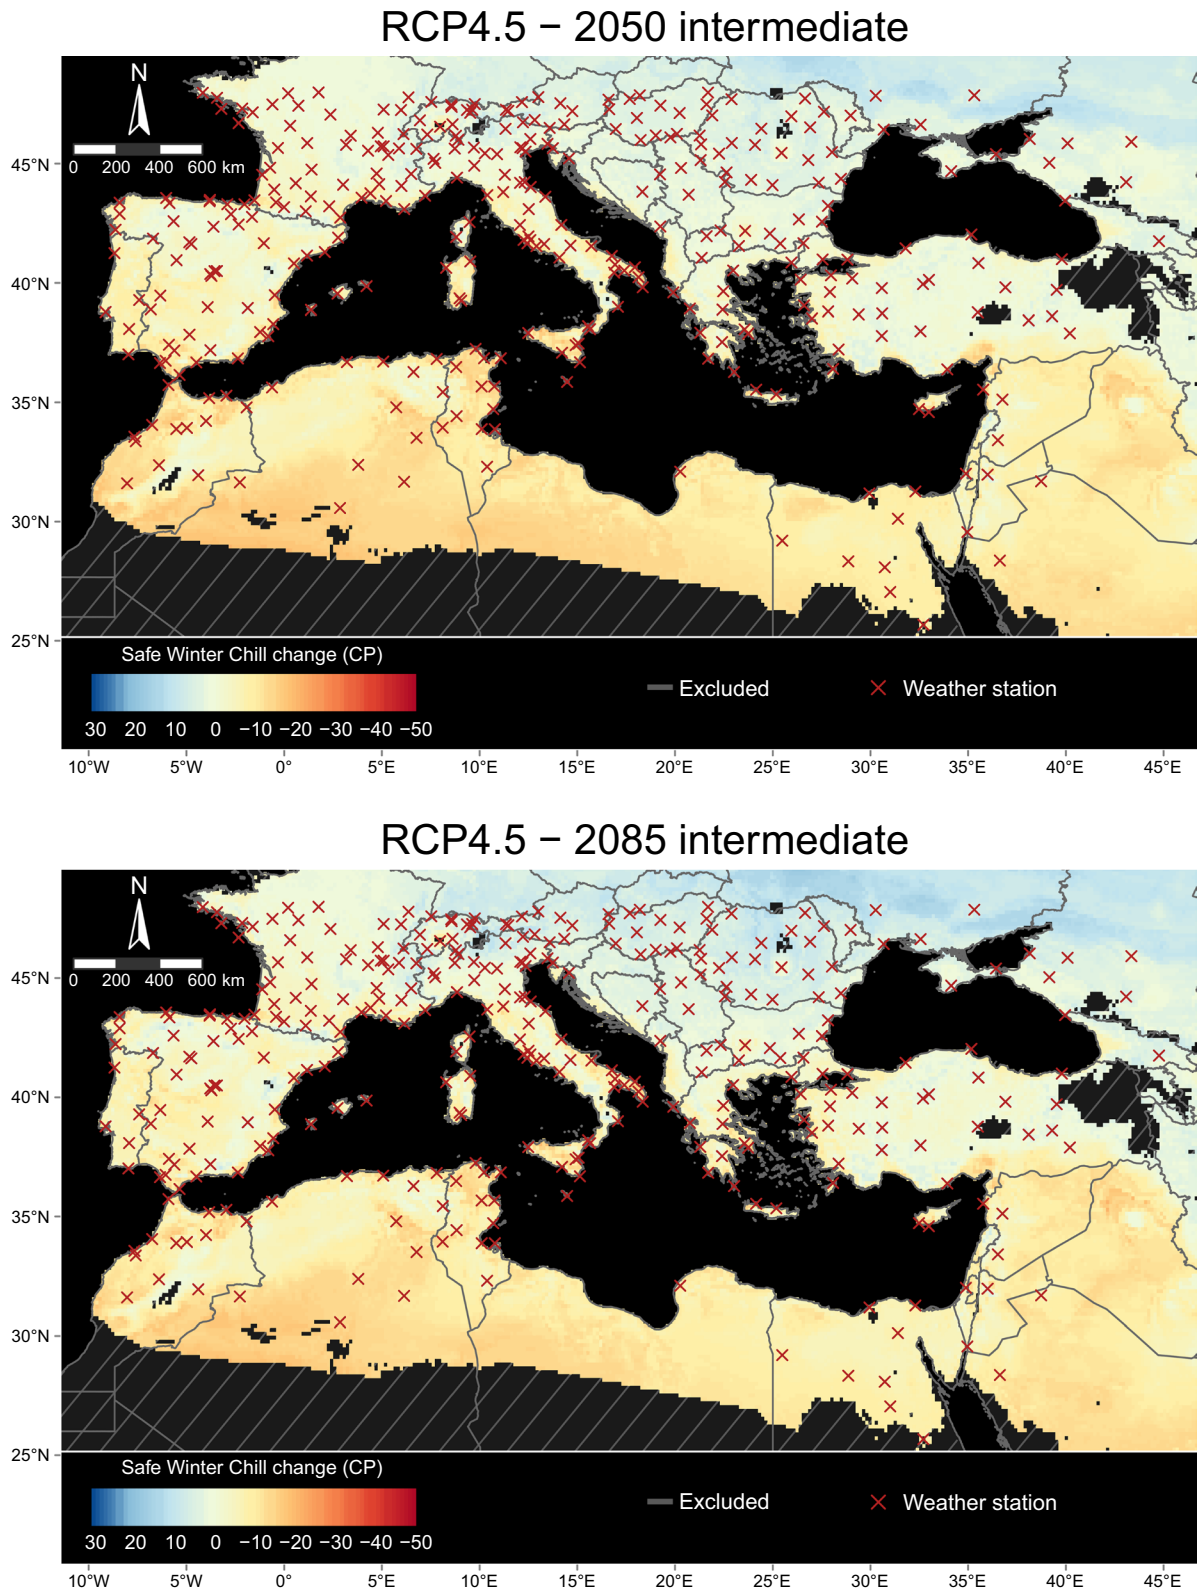 RCP4.5 − 2050 intermediate
N
0 200 400 600 km
45°N
40°N
35°N
30°N
25°N
Safe Winter Chill change (CP)
30 20 10 0 −10 −20 −30 −40 −50
Excluded
Weather station
10°W 5°W 0° 5°E 10°E 15°E 20°E 25°E 30°E 35°E 40°E 45°E
RCP4.5 − 2085 intermediate
N
0 200 400 600 km
45°N
40°N
35°N
30°N
25°N
Safe Winter Chill change (CP)
30 20 10 0 −10 −20 −30 −40 −50
Excluded
Weather station
10°W 5°W 0° 5°E 10°E 15°E 20°E 25°E 30°E 35°E 40°E 45°E